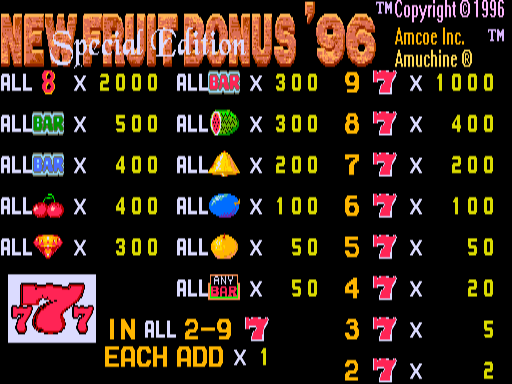 NEW FRUIT BONUS '96 ™ Copyright © 1996
Special Edition Amcoe Inc. ™
Amuchine ®
ALL 8 X 2000 ALL BAR X 300 9 7 X 1000
ALL BAR X 500 ALL X 300 8 7 X 400
ALL BAR X 400 ALL X 200 7 7 X 200
ALL X 400 ALL X 100 6 7 X 100
ALL X 300 ALL X 50 5 7 X 50
777 ALL ANY BAR X 50 4 7 X 20
IN ALL 2-9 7 3 7 X 5
EACH ADD X 1 2 7 X 2